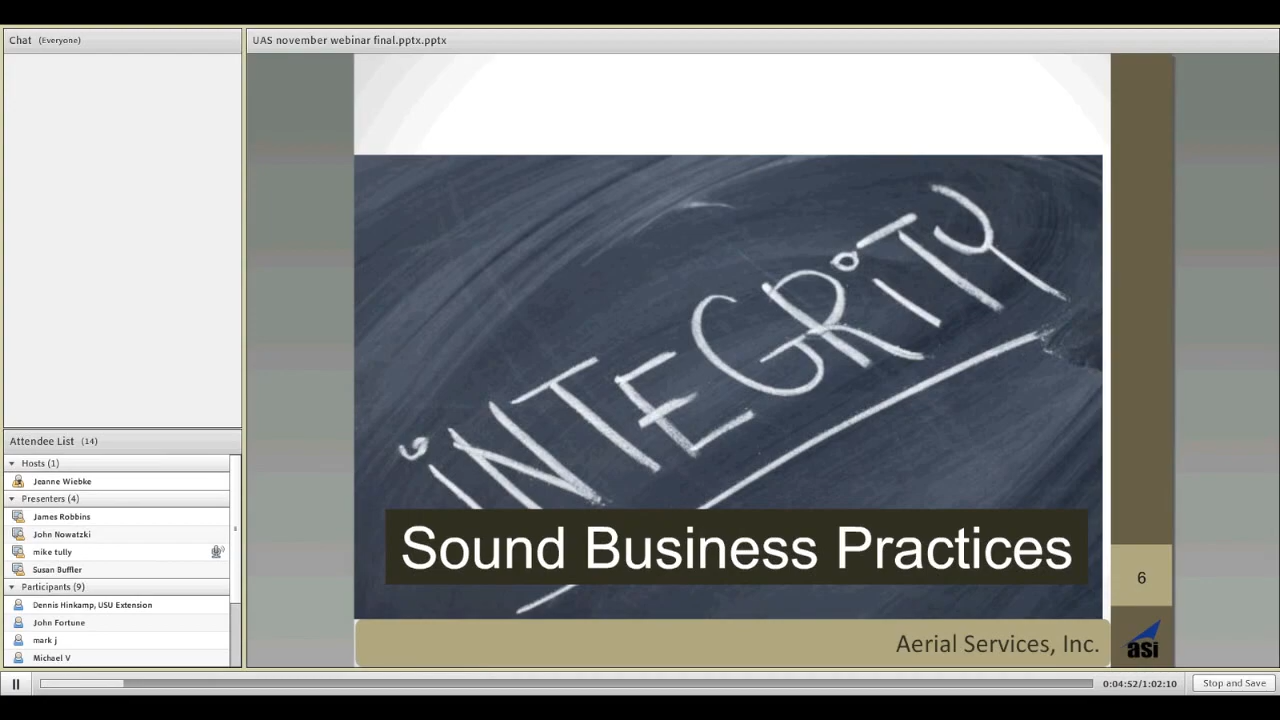 Chat (Everyone)
UAS november webinar final.pptx.pptx
iNTEGRiTY
Sound Business Practices
6
Aerial Services, Inc.
asi
Attendee List (14)
Hosts (1)
Jeanne Wiebke
Presenters (4)
James Robbins
John Nowatzki
mike tully
Susan Buffler
Participants (9)
Dennis Hinkamp, USU Extension
John Fortune
mark j
Michael V
0:04:52/1:02:10
Stop and Save